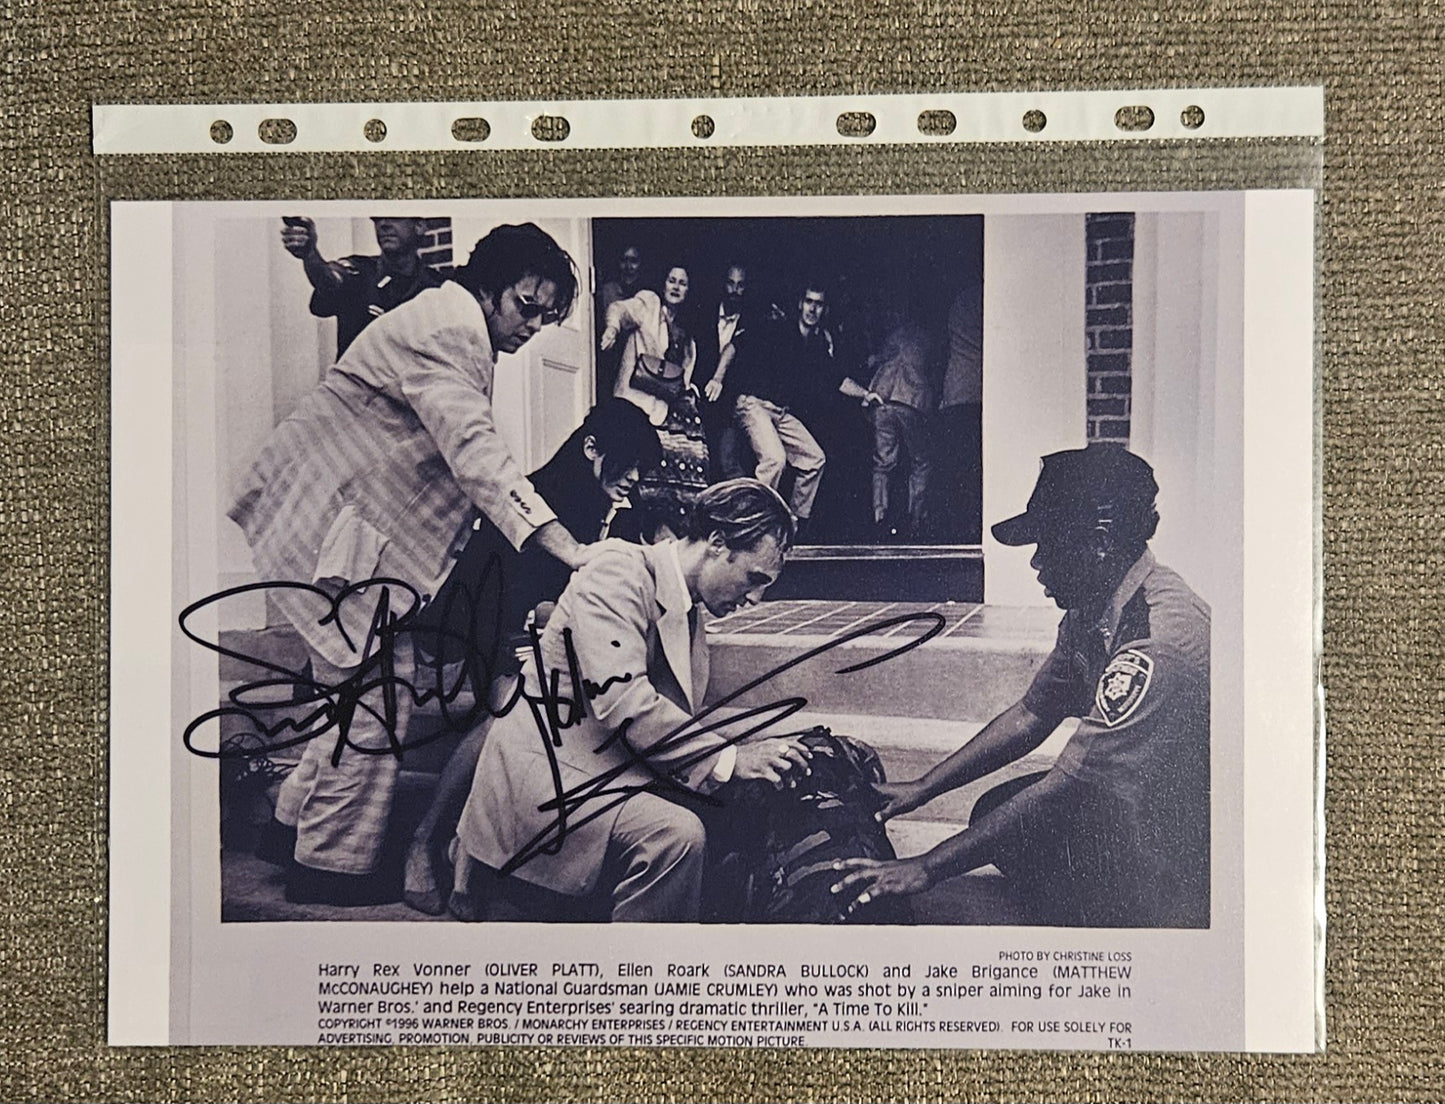 PHOTO BY CHRISTINE LOSS
Harry Rex Vonner (OLIVER PLATT), Ellen Roark (SANDRA BULLOCK) and Jake Brigance (MATTHEW
McCONAUGHEY) help a National Guardsman (JAMIE CRUMLEY) who was shot by a sniper aiming for Jake in
Warner Bros.' and Regency Enterprises' searing dramatic thriller, "A Time To Kill."
COPYRIGHT ©1996 WARNER BROS. / MONARCHY ENTERPRISES / REGENCY ENTERTAINMENT U.S.A. (ALL RIGHTS RESERVED). FOR USE SOLELY FOR
ADVERTISING, PROMOTION, PUBLICITY OR REVIEWS OF THIS SPECIFIC MOTION PICTURE.
TK-1